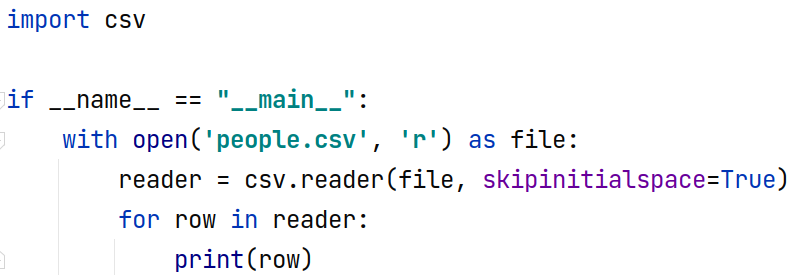 import csv
if __name__ == "__main__":
    with open('people.csv', 'r') as file:
        reader = csv.reader(file, skipinitialspace=True)
        for row in reader:
            print(row)